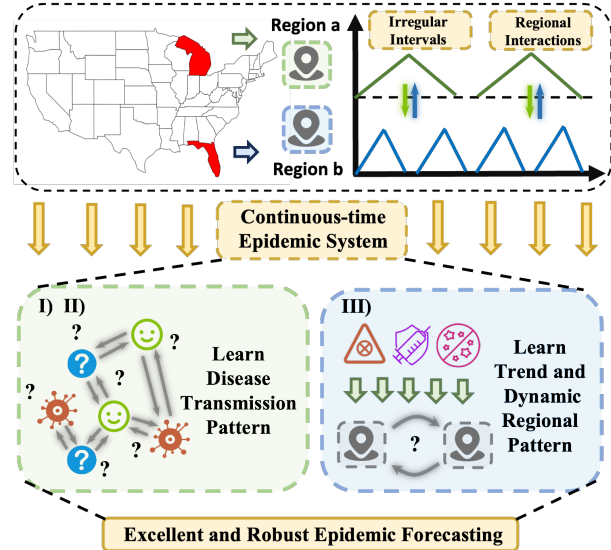 Region a
Region b
Irregular
Intervals
Regional
Interactions
Continuous-time
Epidemic System
I) II)
?
?
?
?
?
?
?
?
?
Learn
Disease
Transmission
Pattern
III)
?
Learn
Trend and
Dynamic
Regional
Pattern
Excellent and Robust Epidemic Forecasting